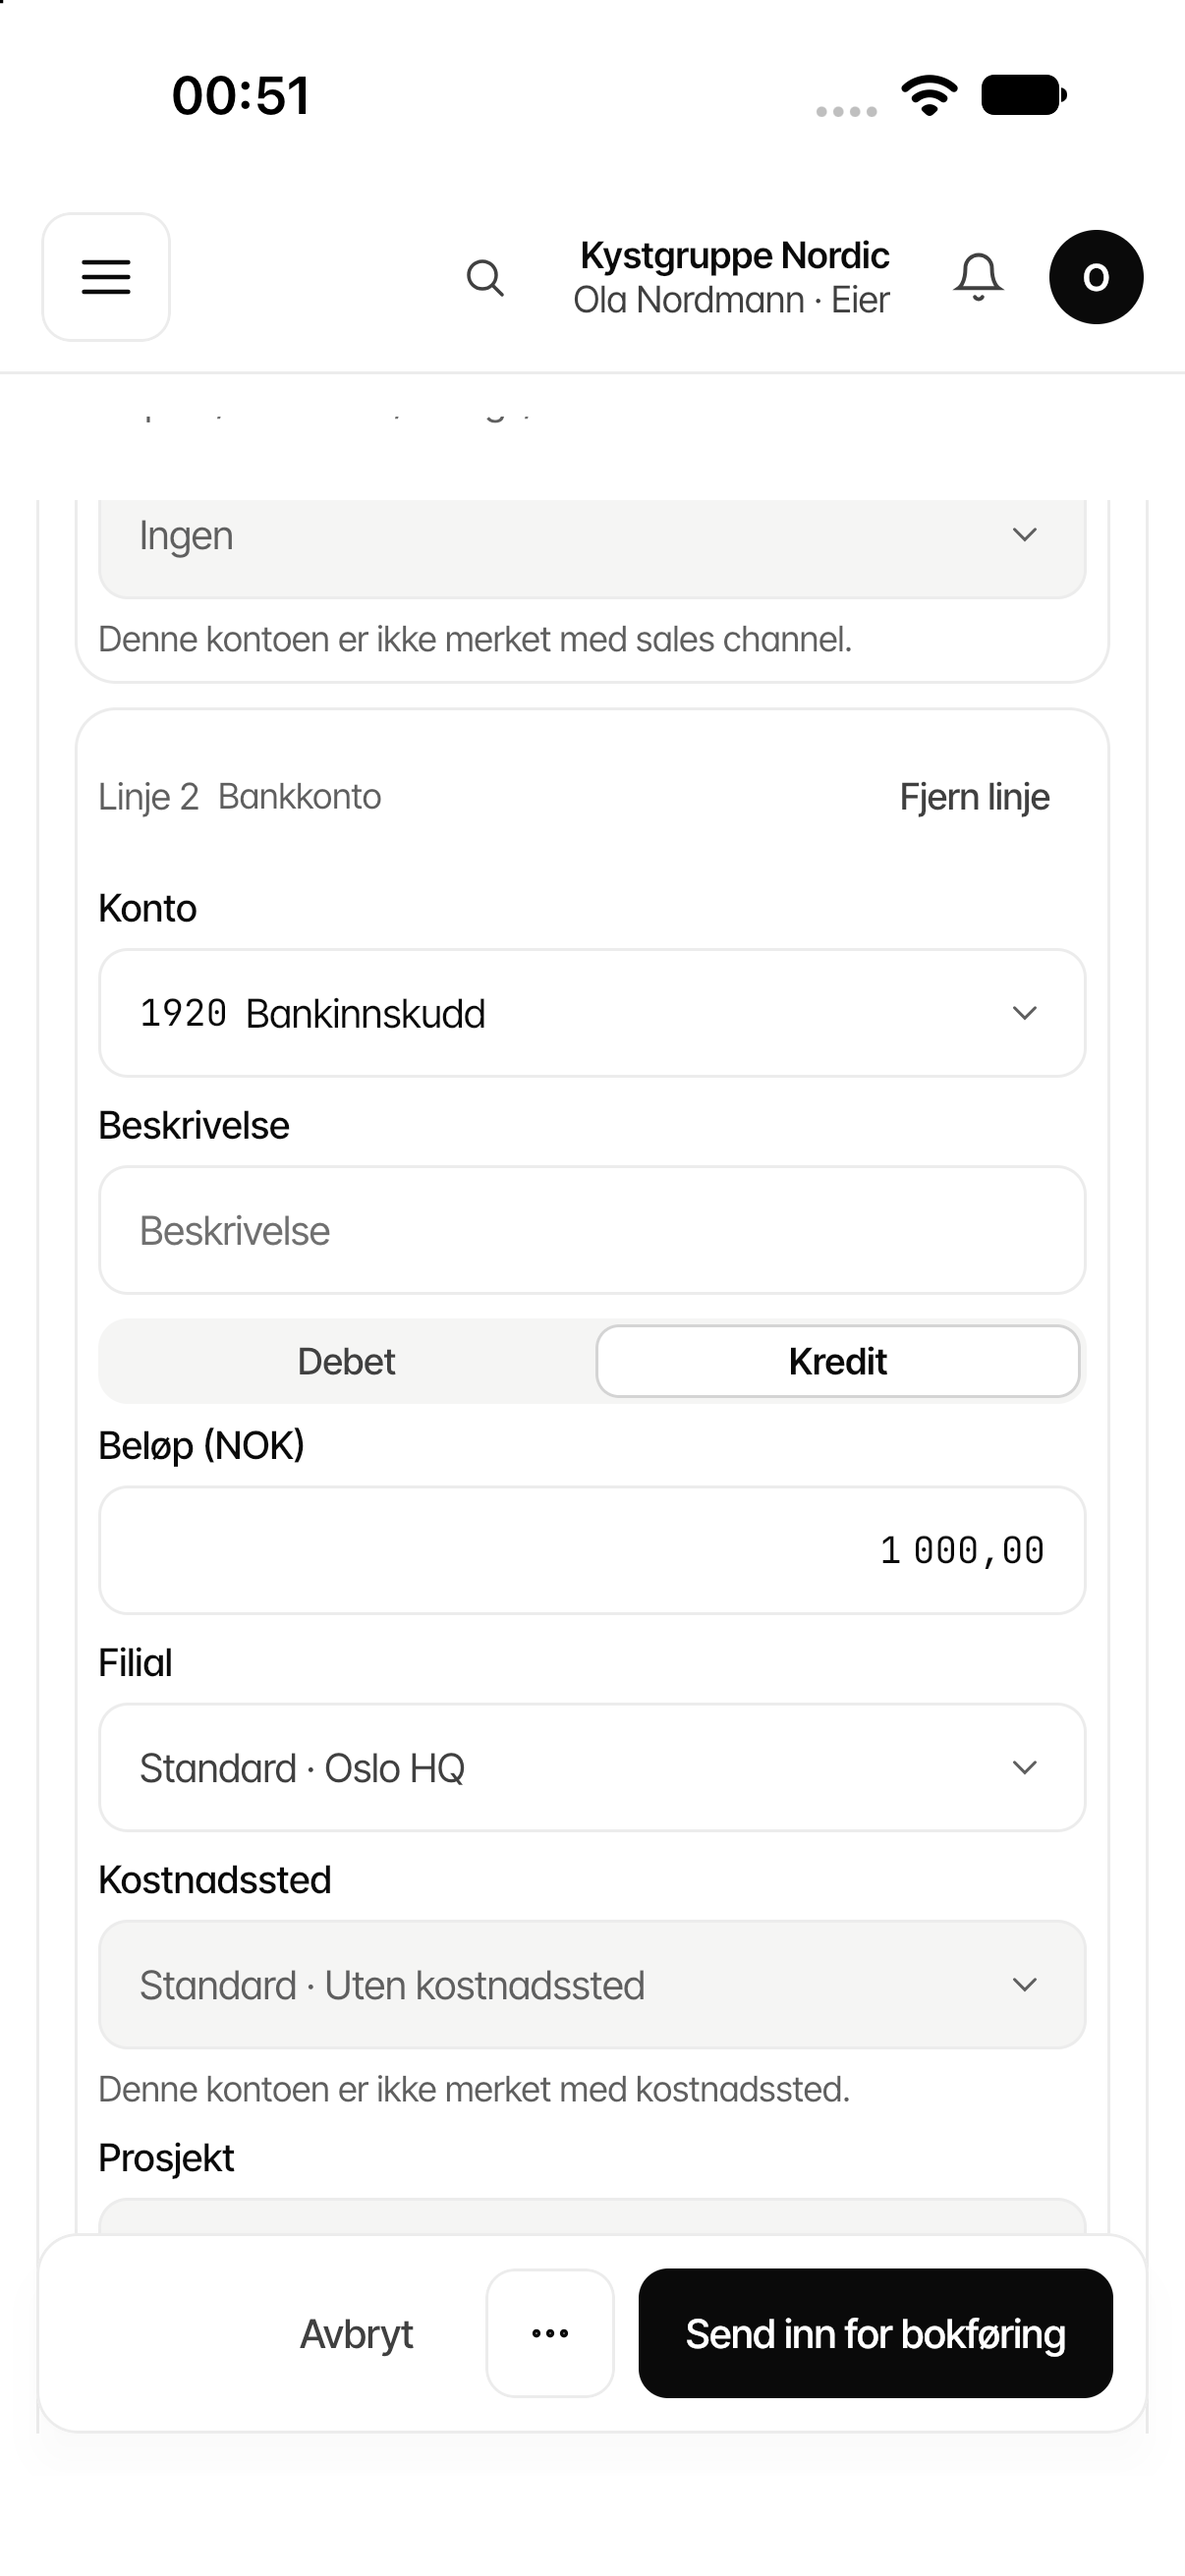 00:51
Kystgruppe Nordic
Ola Nordmann · Eier
O
Ingen
Denne kontoen er ikke merket med sales channel.
Linje 2 Bankkonto
Fjern linje
Konto
1920 Bankinnskudd
Beskrivelse
Beskrivelse
Debet
Kredit
Beløp (NOK)
1 000,00
Filial
Standard · Oslo HQ
Kostnadssted
Standard · Uten kostnadssted
Denne kontoen er ikke merket med kostnadssted.
Prosjekt
Avbryt
Send inn for bokføring